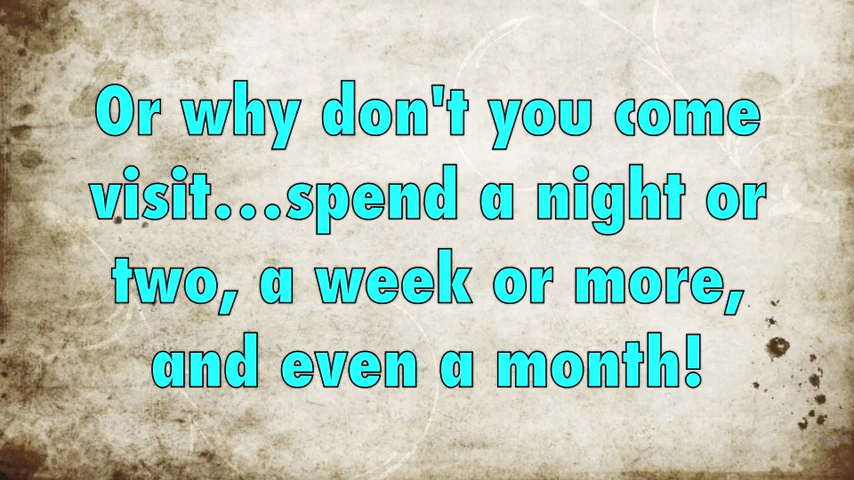 Or why don't you come
visit...spend a night or
two, a week or more,
and even a month!